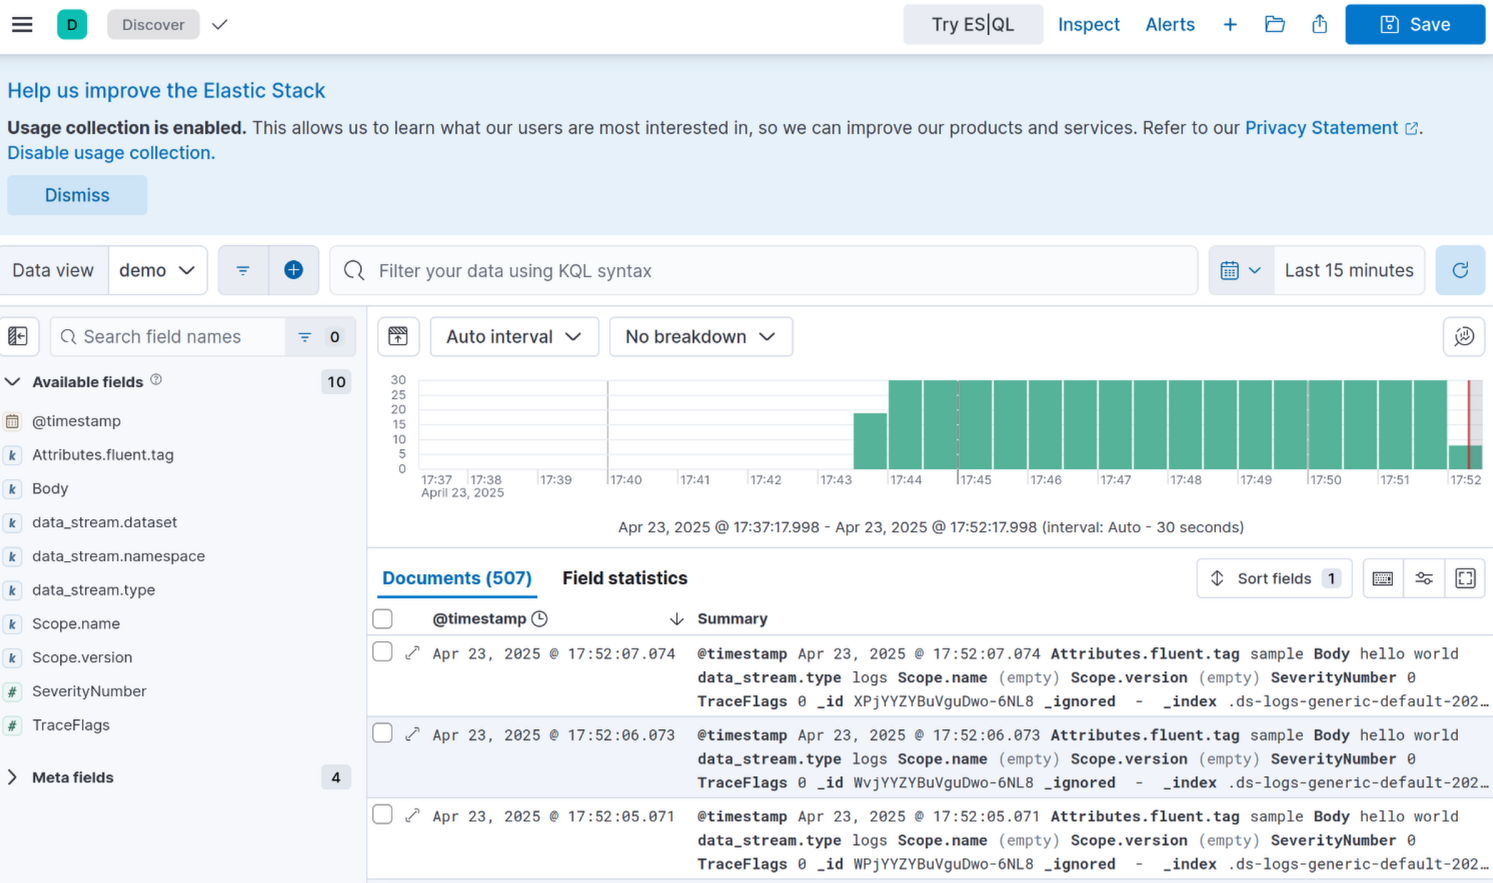 D Discover Try ES|QL Inspect Alerts + Save
Help us improve the Elastic Stack
Usage collection is enabled. This allows us to learn what our users are most interested in, so we can improve our products and services. Refer to our Privacy Statement.
Disable usage collection.
Dismiss
Data view demo Filter your data using KQL syntax Last 15 minutes
Search field names 0 Auto interval No breakdown
Available fields 10
@timestamp
Attributes.fluent.tag
Body
data_stream.dataset
data_stream.namespace
data_stream.type
Scope.name
Scope.version
SeverityNumber
TraceFlags
Meta fields 4
30
25
20
15
10
5
0
17:37 17:38 17:39 17:40 17:41 17:42 17:43 17:44 17:45 17:46 17:47 17:48 17:49 17:50 17:51 17:52
April 23, 2025
Apr 23, 2025 @ 17:37:17.998 - Apr 23, 2025 @ 17:52:17.998 (interval: Auto - 30 seconds)
Documents (507) Field statistics Sort fields 1
@timestamp Summary
Apr 23, 2025 @ 17:52:07.074 @timestamp Apr 23, 2025 @ 17:52:07.074 Attributes.fluent.tag sample Body hello world
data_stream.type logs Scope.name (empty) Scope.version (empty) SeverityNumber 0
TraceFlags 0 _id XPjYYZYBuVguDwo-6NL8 _ignored - _index .ds-logs-generic-default-202…
Apr 23, 2025 @ 17:52:06.073 @timestamp Apr 23, 2025 @ 17:52:06.073 Attributes.fluent.tag sample Body hello world
data_stream.type logs Scope.name (empty) Scope.version (empty) SeverityNumber 0
TraceFlags 0 _id WvjYYZYBuVguDwo-6NL8 _ignored - _index .ds-logs-generic-default-202…
Apr 23, 2025 @ 17:52:05.071 @timestamp Apr 23, 2025 @ 17:52:05.071 Attributes.fluent.tag sample Body hello world
data_stream.type logs Scope.name (empty) Scope.version (empty) SeverityNumber 0
TraceFlags 0 _id WPjYYZYBuVguDwo-6NL8 _ignored - _index .ds-logs-generic-default-202…